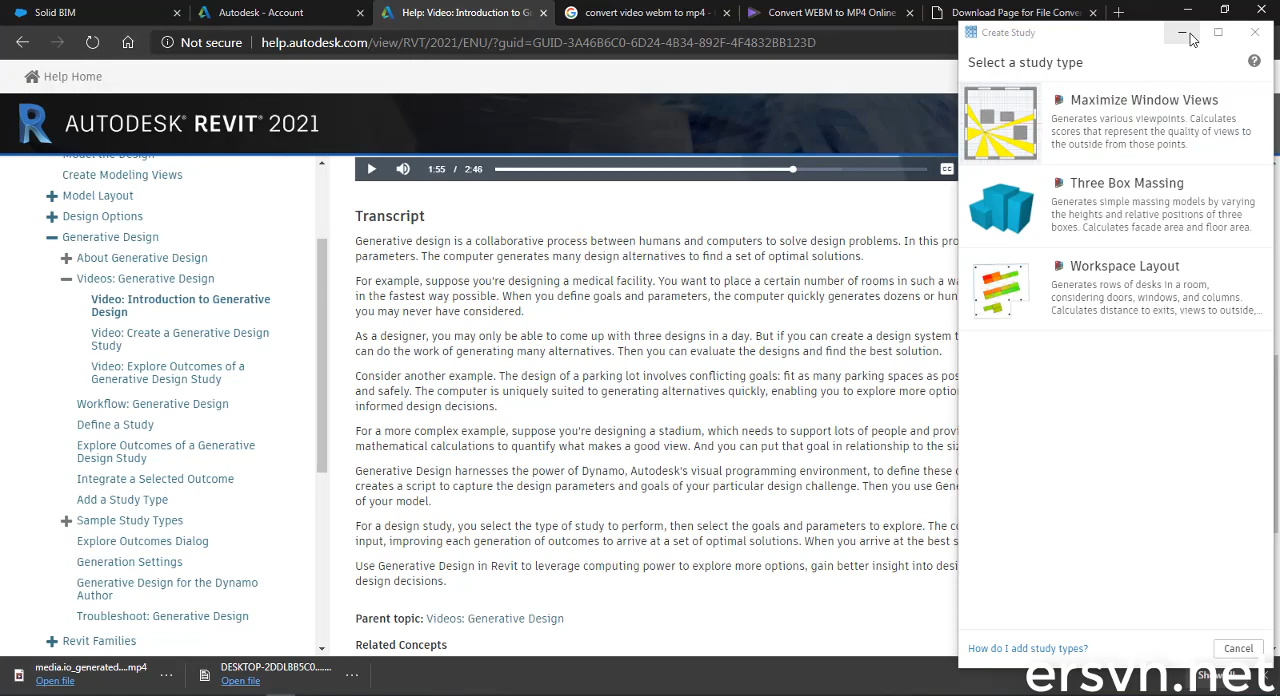 Solid BIM
Autodesk - Account
Help: Video: Introduction to G
convert video webm to mp4 -
Convert WEBM to MP4 Online
Download Page for File Conver
Not secure
help.autodesk.com/view/RVT/2021/ENU/?guid=GUID-3A46B6C0-6D24-4B34-892F-4F4832BB123D
Help Home
AUTODESK® REVIT® 2021
Model the Design
Create Modeling Views
Model Layout
Design Options
Generative Design
About Generative Design
Videos: Generative Design
Video: Introduction to Generative
Design
Video: Create a Generative Design
Study
Video: Explore Outcomes of a
Generative Design Study
Workflow: Generative Design
Define a Study
Explore Outcomes of a Generative
Design Study
Integrate a Selected Outcome
Add a Study Type
Sample Study Types
Explore Outcomes Dialog
Generation Settings
Generative Design for the Dynamo
Author
Troubleshoot: Generative Design
Revit Families
1:55 / 2:46
CC
Transcript
Generative design is a collaborative process between humans and computers to solve design problems. In this pro
parameters. The computer generates many design alternatives to find a set of optimal solutions.
For example, suppose you're designing a medical facility. You want to place a certain number of rooms in such a wa
in the fastest way possible. When you define goals and parameters, the computer quickly generates dozens or hun
you may never have considered.
As a designer, you may only be able to come up with three designs in a day. But if you can create a design system t
can do the work of generating many alternatives. Then you can evaluate the designs and find the best solution.
Consider another example. The design of a parking lot involves conflicting goals: fit as many parking spaces as pos
and safely. The computer is uniquely suited to generating alternatives quickly, enabling you to explore more optio
informed design decisions.
For a more complex example, suppose you're designing a stadium, which needs to support lots of people and provi
mathematical calculations to quantify what makes a good view. And you can put that goal in relationship to the siz
Generative Design harnesses the power of Dynamo, Autodesk's visual programming environment, to define these c
creates a script to capture the design parameters and goals of your particular design challenge. Then you use Gen
of your model.
For a design study, you select the type of study to perform, then select the goals and parameters to explore. The co
input, improving each generation of outcomes to arrive at a set of optimal solutions. When you arrive at the best s
Use Generative Design in Revit to leverage computing power to explore more options, gain better insight into desi
design decisions.
Parent topic: Videos: Generative Design
Related Concepts
Create Study
Select a study type
Maximize Window Views
Generates various viewpoints. Calculates
scores that represent the quality of views to
the outside from those points.
Three Box Massing
Generates simple massing models by varying
the heights and relative positions of three
boxes. Calculates facade area and floor area.
Workspace Layout
Generates rows of desks in a room,
considering doors, windows, and columns.
Calculates distance to exits, views to outside,...
How do I add study types?
Cancel
media.io_generated....mp4
Open file
DESKTOP-2DDLBB5C0.......
Open file
ersvn.net